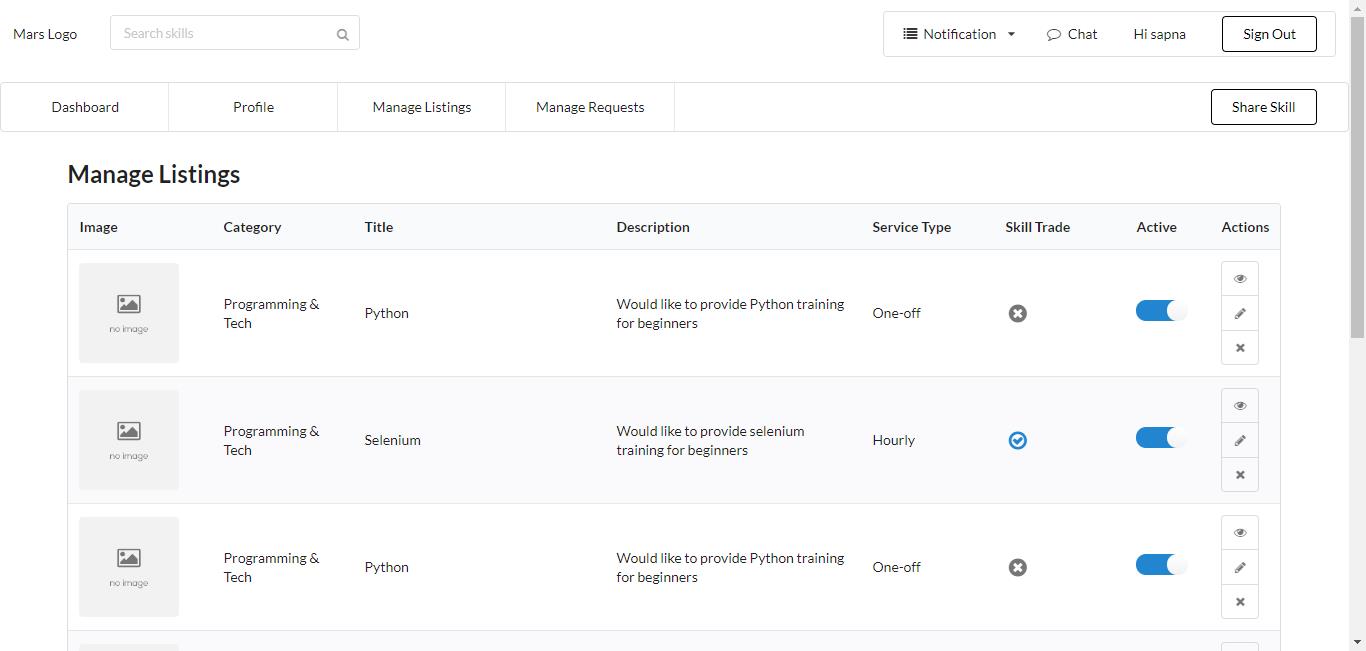 Mars Logo
Search skills
Notification
Chat
Hi sapna
Sign Out
Dashboard
Profile
Manage Listings
Manage Requests
Share Skill
Manage Listings
Image
Category
Title
Description
Service Type
Skill Trade
Active
Actions
no image
Programming &
Tech
Python
Would like to provide Python training
for beginners
One-off
no image
Programming &
Tech
Selenium
Would like to provide selenium
training for beginners
Hourly
no image
Programming &
Tech
Python
Would like to provide Python training
for beginners
One-off